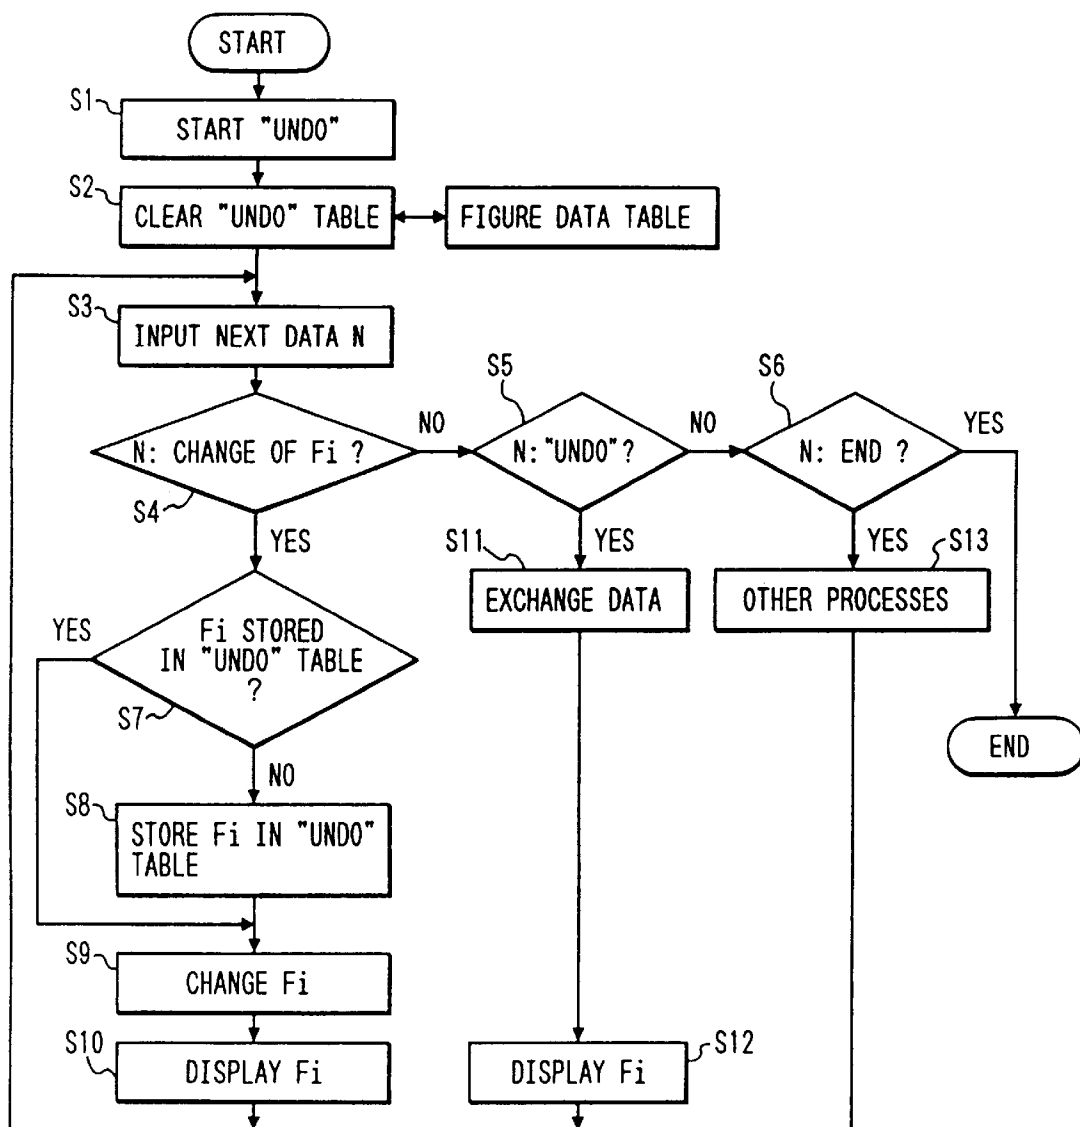 START
S1
START "UNDO"
S2
CLEAR "UNDO" TABLE
FIGURE DATA TABLE
S3
INPUT NEXT DATA N
S4
N: CHANGE OF Fi ?
NO
YES
S5
N: "UNDO" ?
NO
YES
S6
N: END ?
YES
YES
S11
EXCHANGE DATA
S13
OTHER PROCESSES
YES
Fi STORED
IN "UNDO" TABLE
?
S7
NO
END
S8
STORE Fi IN "UNDO"
TABLE
S9
CHANGE Fi
S10
DISPLAY Fi
S12
DISPLAY Fi